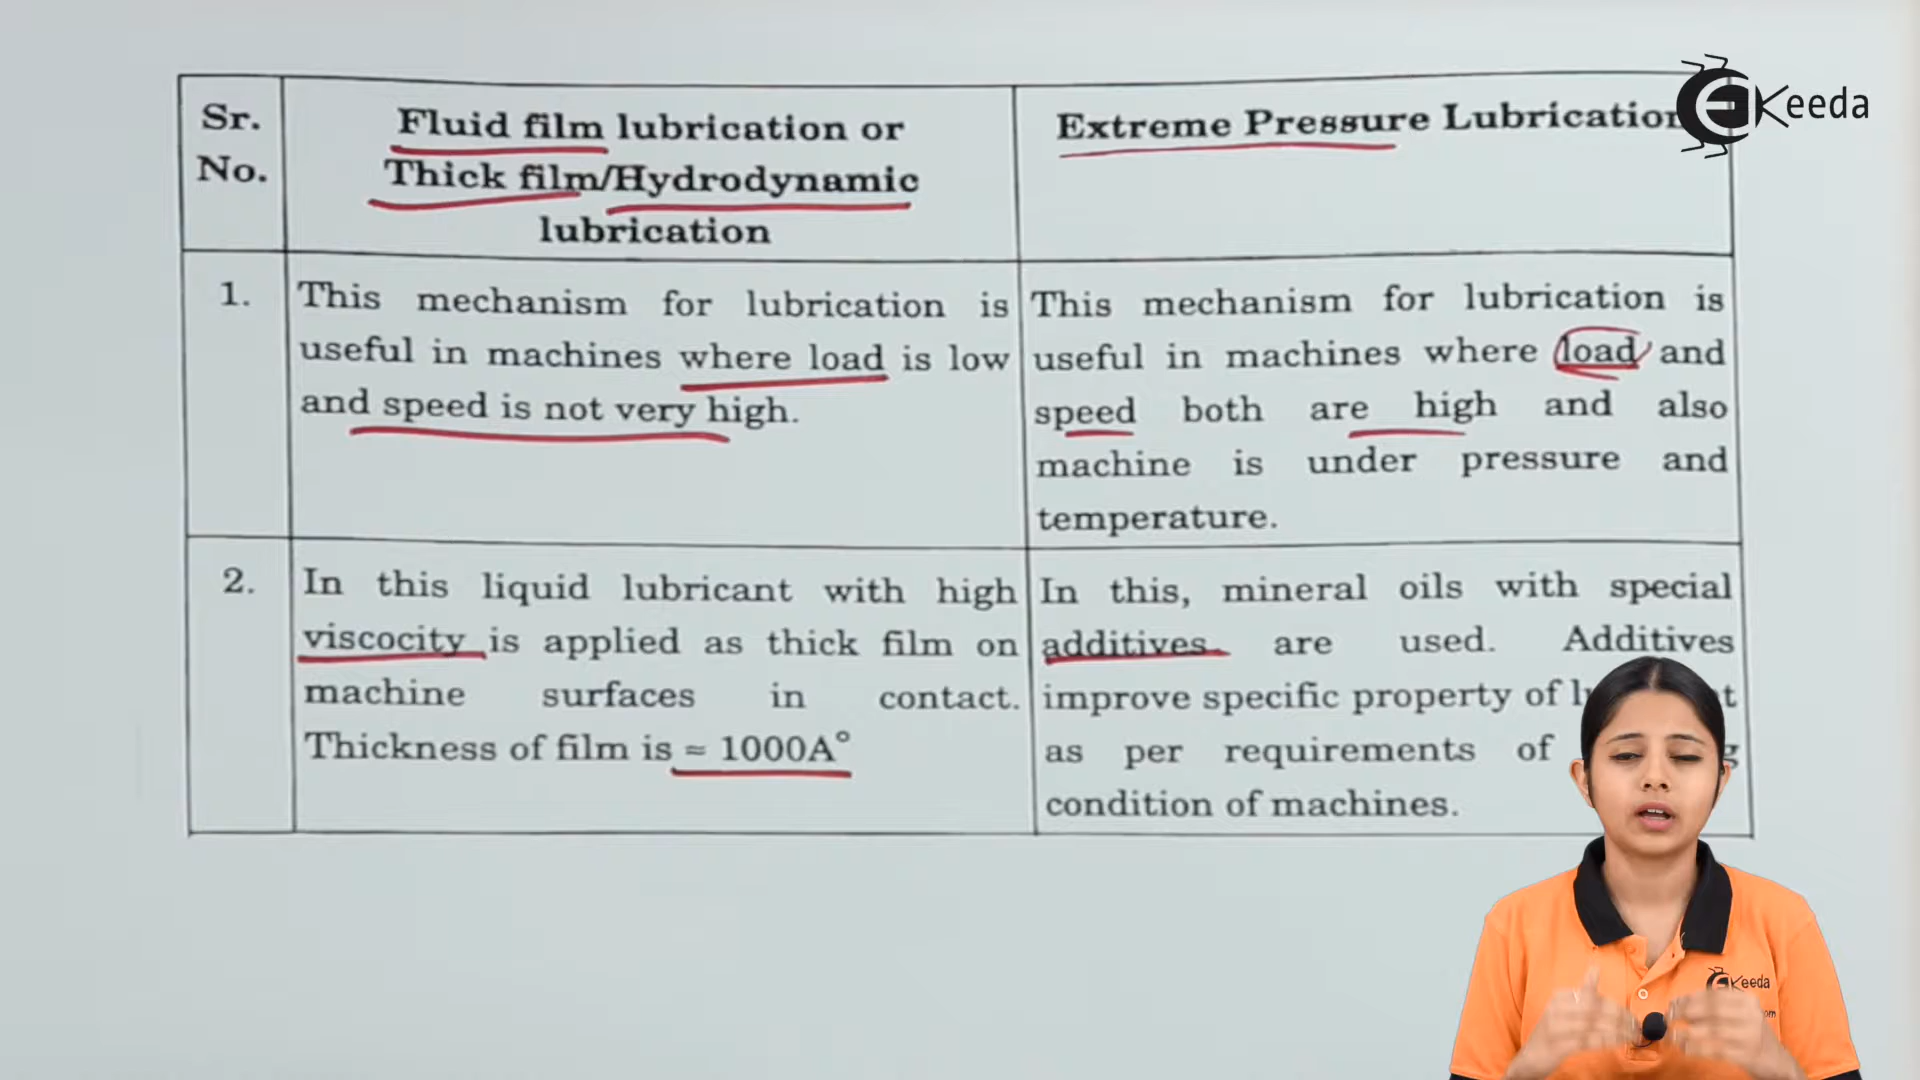 Sr.
No.
Fluid film lubrication or
Thick film/Hydrodynamic
lubrication
Extreme Pressure Lubrication
Keeda
1.
This mechanism for lubrication is
useful in machines where load is low
and speed is not very high.
This mechanism for lubrication is
useful in machines where load and
speed both are high and also
machine is under pressure and
temperature.
2.
In this liquid lubricant with high
viscocity is applied as thick film on
machine surfaces in contact.
Thickness of film is ≈ 1000A°
In this, mineral oils with special
additives are used. Additives
improve specific property of
as per requirements of
condition of machines.
Keeda